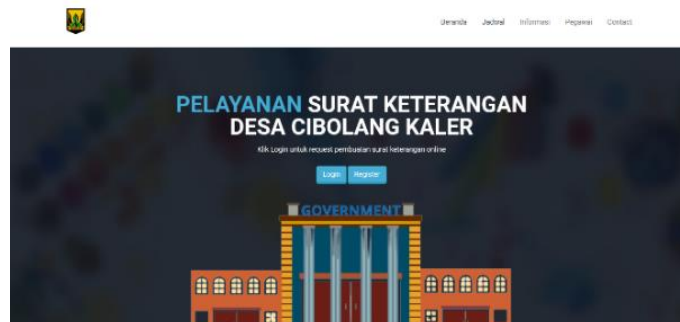 Beranda Jadwal Informasi Pegawai Contact
PELAYANAN SURAT KETERANGAN
DESA CIBOLANG KALER
Klik Login untuk request pembuatan surat keterangan online
Login Register
GOVERNMENT